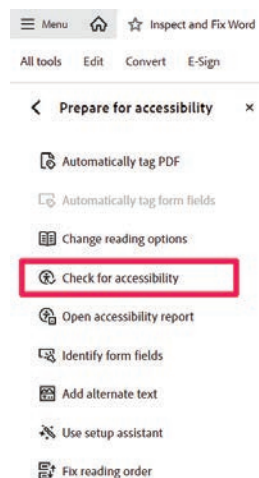 Menu Inspect and Fix Word
All tools Edit Convert E-Sign
Prepare for accessibility
Automatically tag PDF
Automatically tag form fields
Change reading options
Check for accessibility
Open accessibility report
Identify form fields
Add alternate text
Use setup assistant
Fix reading order